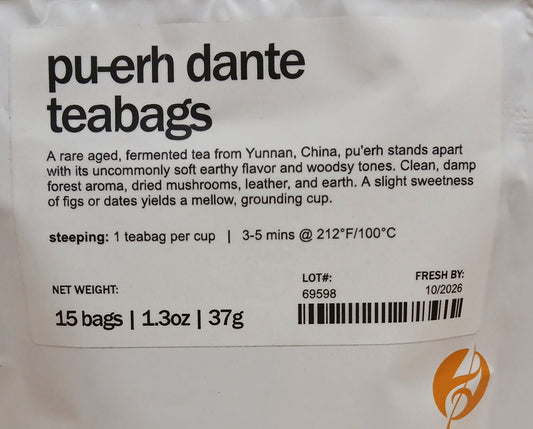 pu-erh dante
teabags
A rare aged, fermented tea from Yunnan, China, pu'erh stands apart
with its uncommonly soft earthy flavor and woodsy tones. Clean, damp
forest aroma, dried mushrooms, leather, and earth. A slight sweetness
of figs or dates yields a mellow, grounding cup.
steeping: 1 teabag per cup | 3-5 mins @ 212°F/100°C
NET WEIGHT:
15 bags | 1.3oz | 37g
LOT#:
69598
FRESH BY:
10/2026